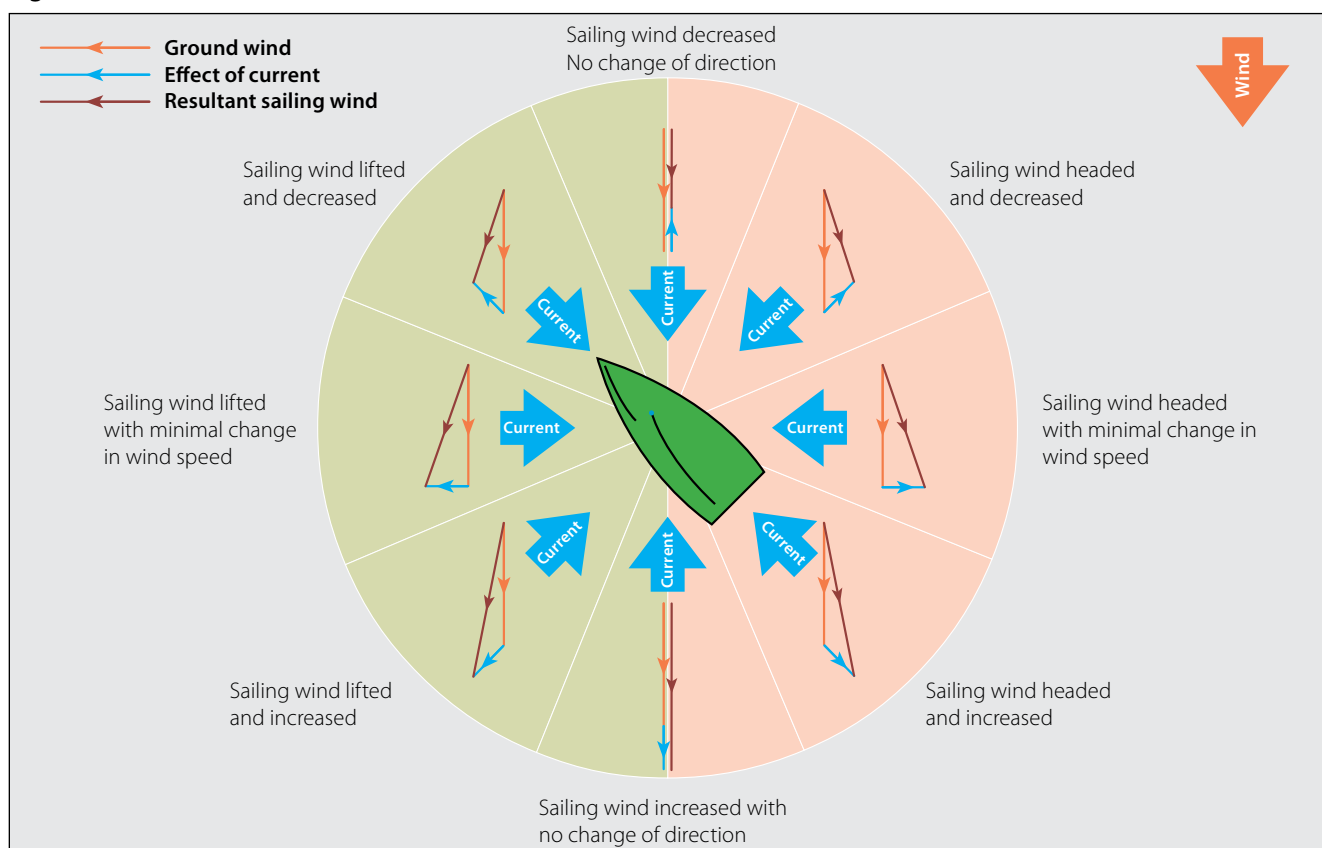 Ground wind
Effect of current
Resultant sailing wind
Sailing wind decreased
No change of direction
Wind
Sailing wind lifted
and decreased
Sailing wind headed
and decreased
Current
Current
Current
Sailing wind lifted
with minimal change
in wind speed
Current
Current
Sailing wind headed
with minimal change in
wind speed
Current
Current
Current
Sailing wind lifted
and increased
Sailing wind headed
and increased
Sailing wind increased with
no change of direction